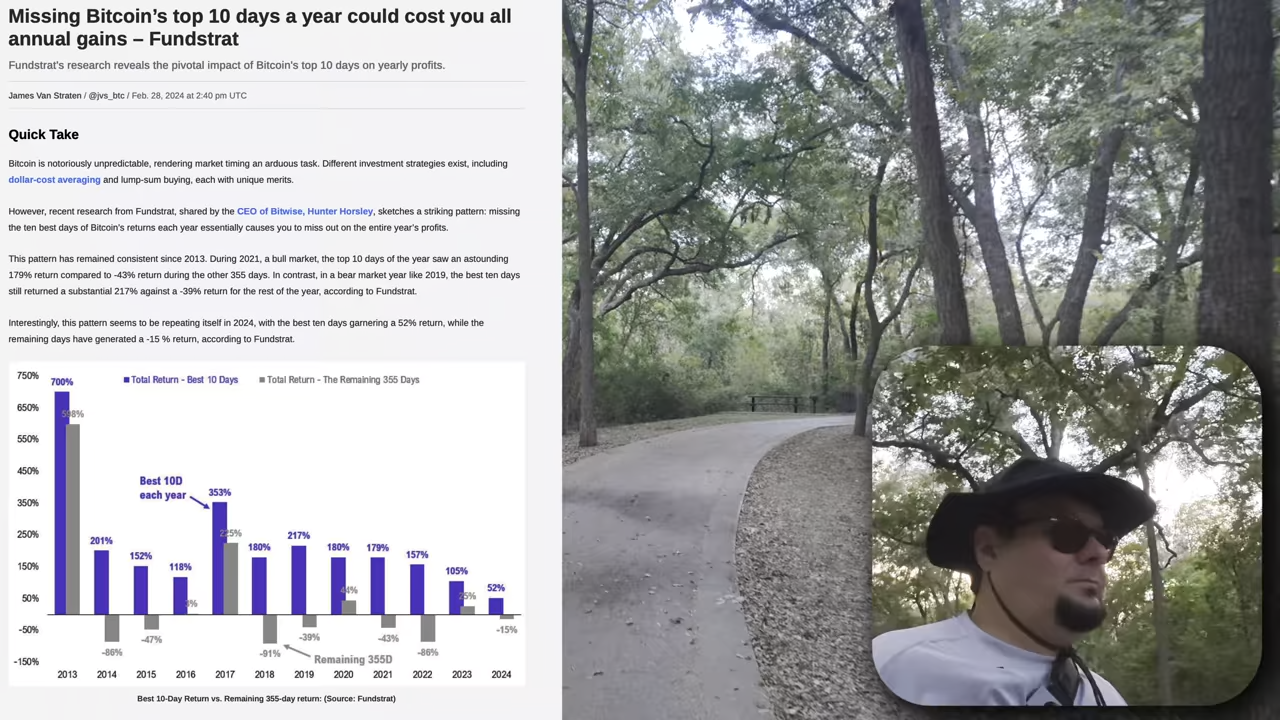 Missing Bitcoin's top 10 days a year could cost you all
annual gains – Fundstrat
Fundstrat's research reveals the pivotal impact of Bitcoin's top 10 days on yearly profits.
James Van Straten / @jvs_btc / Feb. 28, 2024 at 2:40 pm UTC
Quick Take
Bitcoin is notoriously unpredictable, rendering market timing an arduous task. Different investment strategies exist, including
dollar-cost averaging and lump-sum buying, each with unique merits.
However, recent research from Fundstrat, shared by the CEO of Bitwise, Hunter Horsley, sketches a striking pattern: missing
the ten best days of Bitcoin's returns each year essentially causes you to miss out on the entire year's profits.
This pattern has remained consistent since 2013. During 2021, a bull market, the top 10 days of the year saw an astounding
179% return compared to -43% return during the other 355 days. In contrast, in a bear market year like 2019, the best ten days
still returned a substantial 217% against a -39% return for the rest of the year, according to Fundstrat.
Interestingly, this pattern seems to be repeating itself in 2024, with the best ten days garnering a 52% return, while the
remaining days have generated a -15 % return, according to Fundstrat.
750%
650%
550%
450%
350%
250%
150%
50%
-50%
-150%
Total Return - Best 10 Days
Total Return - The Remaining 355 Days
700%
598%
201%
-86%
152%
-47%
118%
Best 10D
each year
353%
225%
180%
-91%
217%
-39%
180%
44%
179%
-43%
157%
-86%
105%
25%
52%
-15%
Remaining 355D
2013 2014 2015 2016 2017 2018 2019 2020 2021 2022 2023 2024
Best 10-Day Return vs. Remaining 355-day return: (Source: Fundstrat)